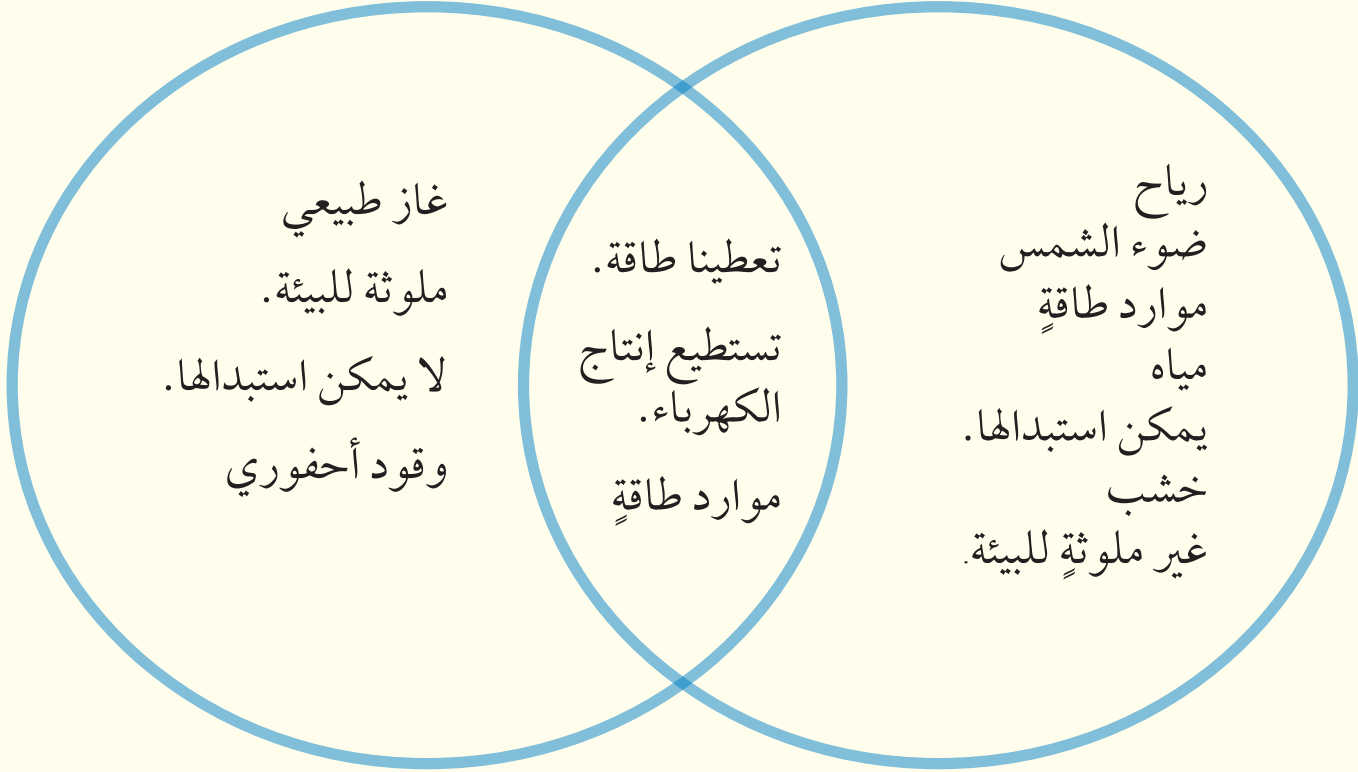 رياح
ضوء الشمس
موارد طاقةٍ
مياه
يمكن استبدالها.
خشب
غير ملوثةٍ للبيئة.
تعطينا طاقة.
تستطيع إنتاج
الكهرباء.
موارد طاقةٍ
غاز طبيعي
ملوثة للبيئة.
لا يمكن استبدالها.
وقود أحفوري